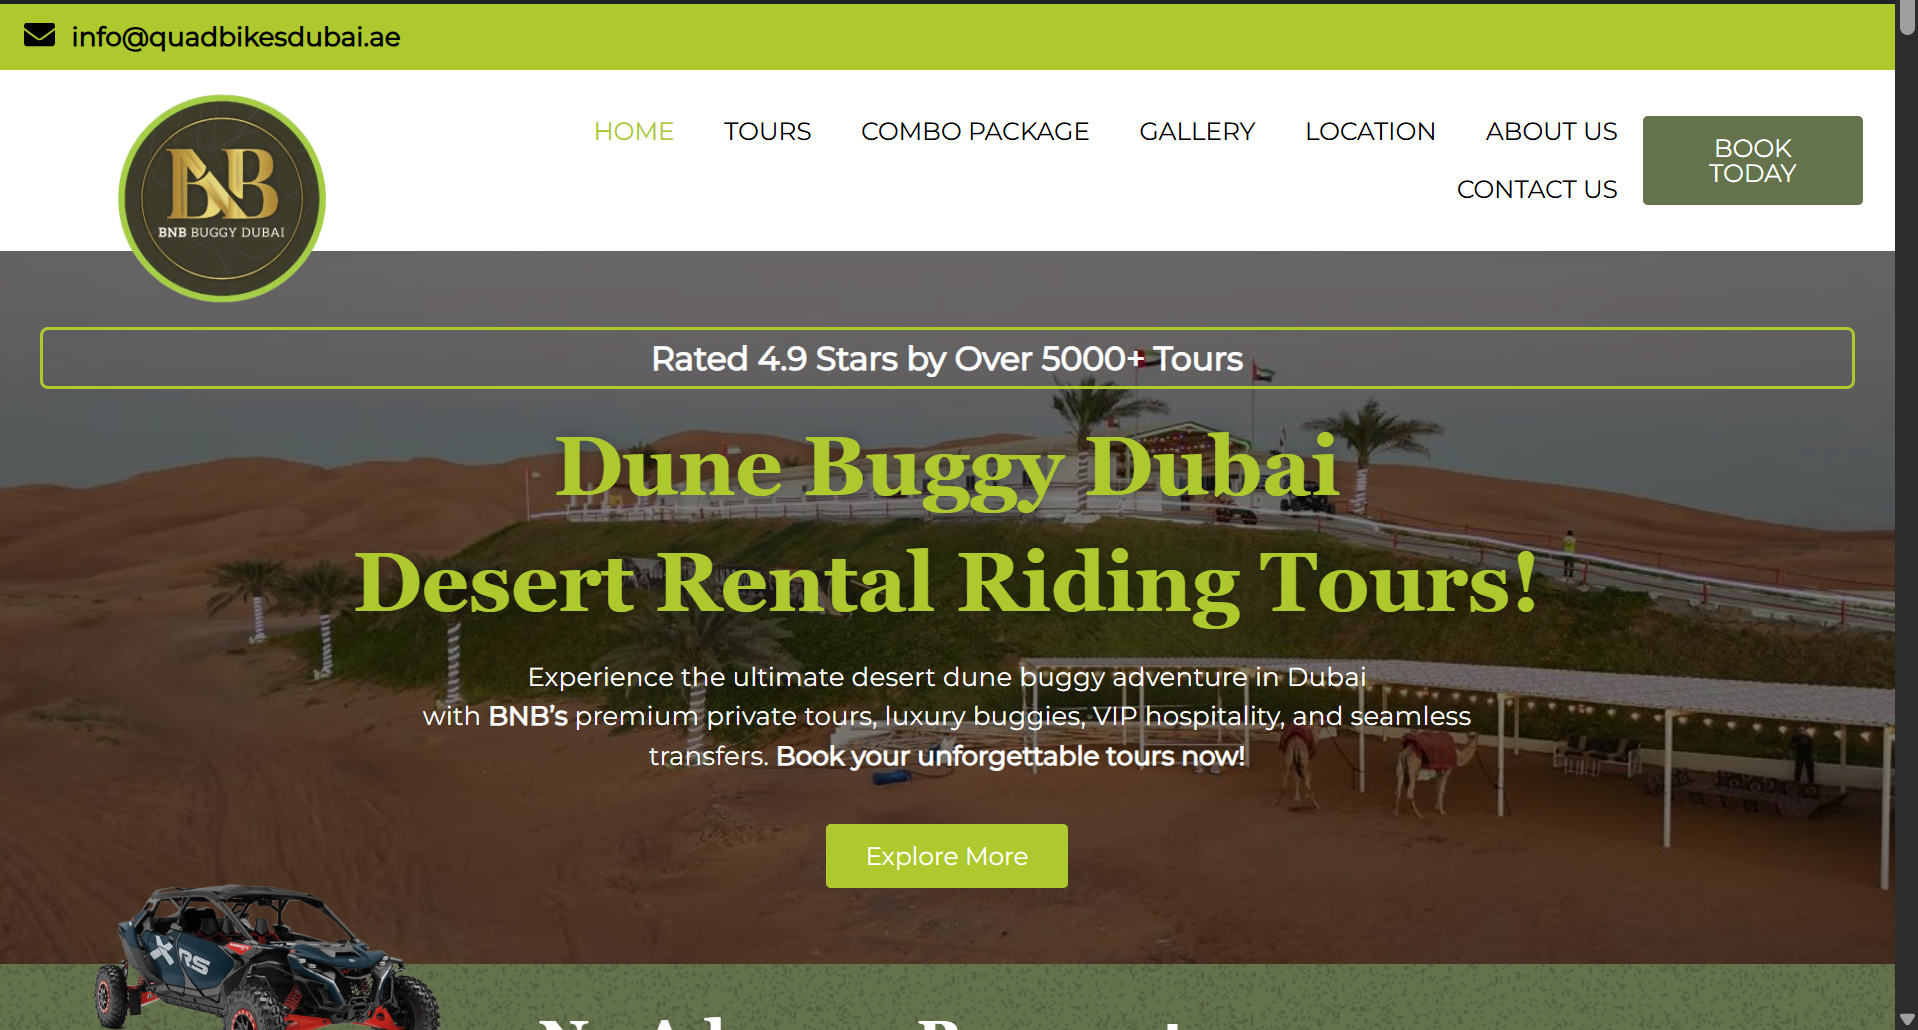 info@quadbikesdubai.ae
HOME
TOURS
COMBO PACKAGE
GALLERY
LOCATION
ABOUT US
CONTACT US
BOOK
TODAY
BNB
BNB BUGGY DUBAI
Rated 4.9 Stars by Over 5000+ Tours
Dune Buggy Dubai
Desert Rental Riding Tours!
Experience the ultimate desert dune buggy adventure in Dubai
with BNB’s premium private tours, luxury buggies, VIP hospitality, and seamless
transfers. Book your unforgettable tours now!
Explore More
X RS